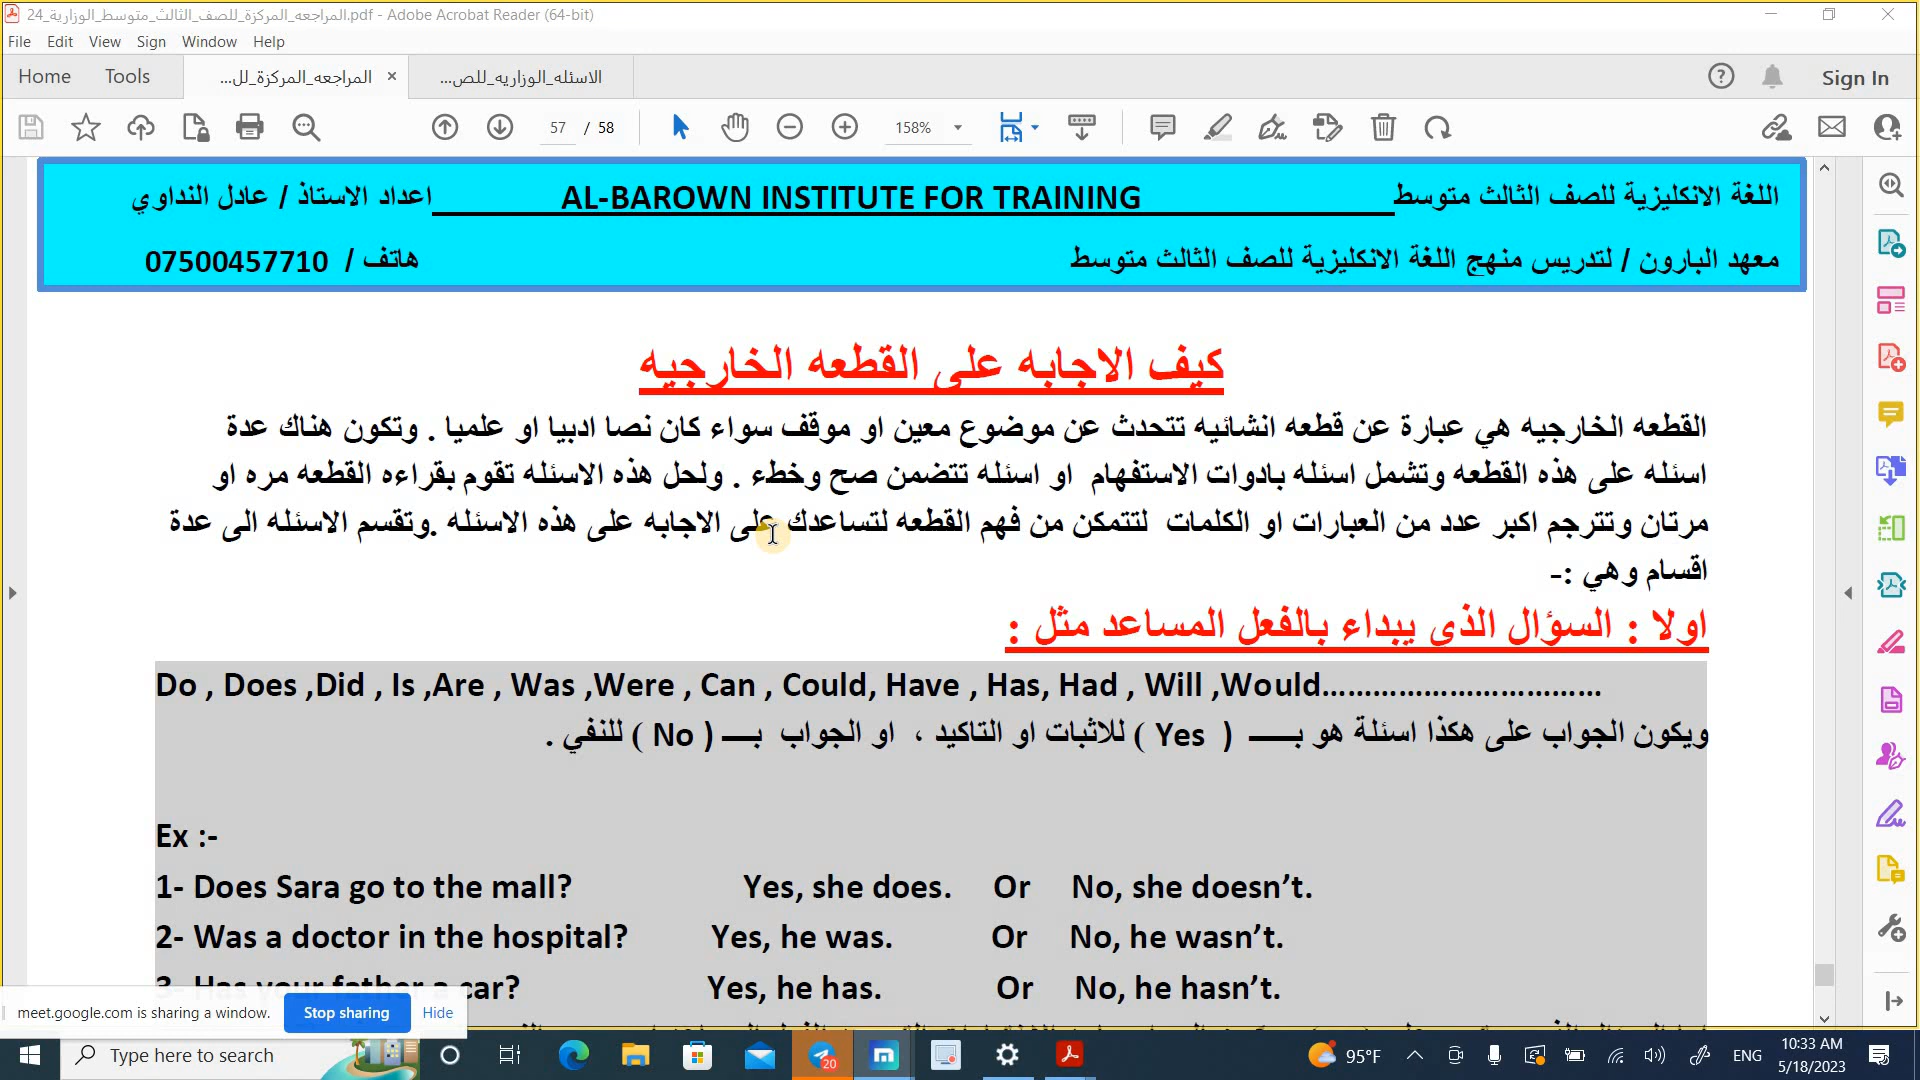 المراجعه_المركزة_للصف_الثالث_متوسط_الوزارية_24.pdf - Adobe Acrobat Reader (64-bit)
File Edit View Sign Window Help
Home Tools المراجعه_المركزة_لل... × الاسئله_الوزاريه_للص... Sign In
57 / 58 158%
اللغة الانكليزية للصف الثالث متوسط AL-BAROWN INSTITUTE FOR TRAINING اعداد الاستاذ / عادل النداوي
معهد البارون / لتدريس منهج اللغة الانكليزية للصف الثالث متوسط هاتف / 07500457710
كيف الاجابه على القطعه الخارجيه
القطعه الخارجيه هي عبارة عن قطعه انشائيه تتحدث عن موضوع معين او موقف سواء كان نصا ادبيا او علميا . وتكون هناك عدة
اسئله على هذه القطعه وتشمل اسئله بادوات الاستفهام او اسئله تتضمن صح وخطء . ولحل هذه الاسئله تقوم بقراءه القطعه مره او
مرتان وتترجم اكبر عدد من العبارات او الكلمات لتتمكن من فهم القطعه لتساعدك على الاجابه على هذه الاسئله .وتقسم الاسئله الى عدة
اقسام وهي :-
اولا : السؤال الذي يبداء بالفعل المساعد مثل :
Do , Does ,Did , Is ,Are , Was ,Were , Can , Could, Have , Has, Had , Will ,Would................................
ويكون الجواب على هكذا اسئلة هو بـــــ ( Yes ) للاثبات او التاكيد ، او الجواب بــــ ( No ) للنفي .
Ex :-
1- Does Sara go to the mall? Yes, she does. Or No, she doesn’t.
2- Was a doctor in the hospital? Yes, he was. Or No, he wasn’t.
3- Has your father a car? Yes, he has. Or No, he hasn’t.
meet.google.com is sharing a window. Stop sharing Hide
Type here to search 20 95°F ENG 10:33 AM
5/18/2023